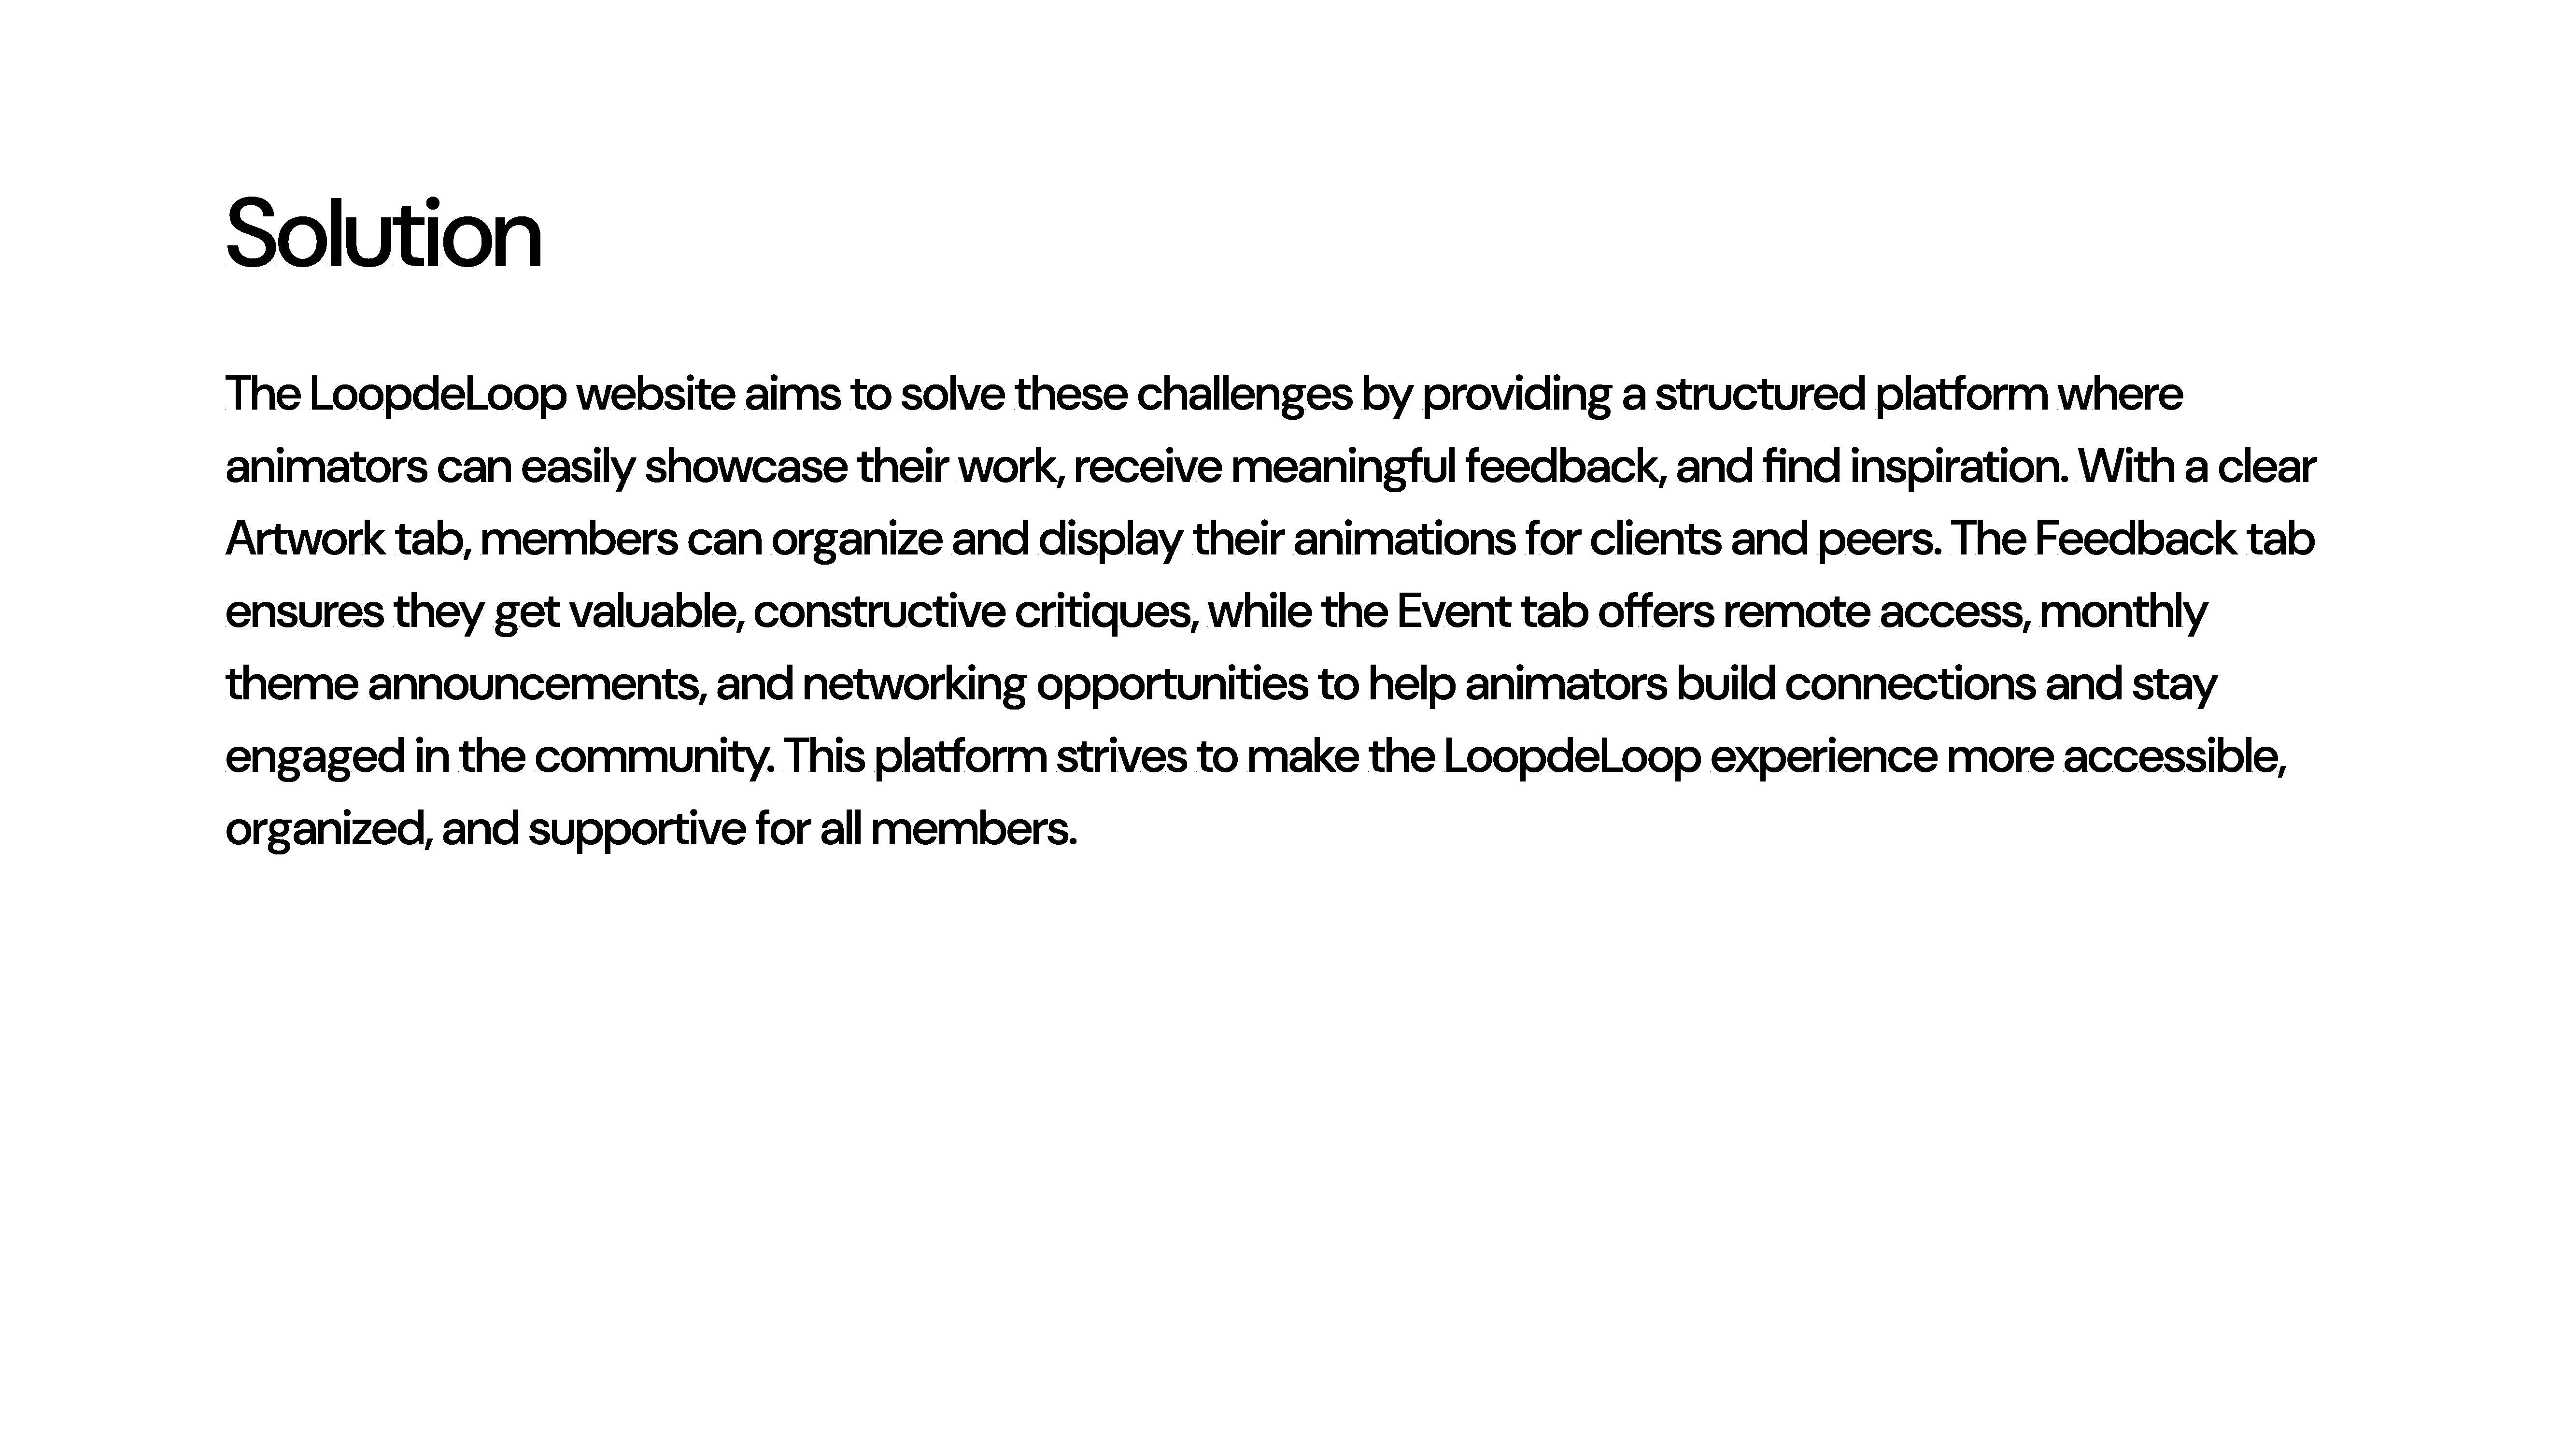 Solution
The LoopdeLoop website aims to solve these challenges by providing a structured platform where
animators can easily showcase their work, receive meaningful feedback, and find inspiration. With a clear
Artwork tab, members can organize and display their animations for clients and peers. The Feedback tab
ensures they get valuable, constructive critiques, while the Event tab offers remote access, monthly
theme announcements, and networking opportunities to help animators build connections and stay
engaged in the community. This platform strives to make the LoopdeLoop experience more accessible,
organized, and supportive for all members.